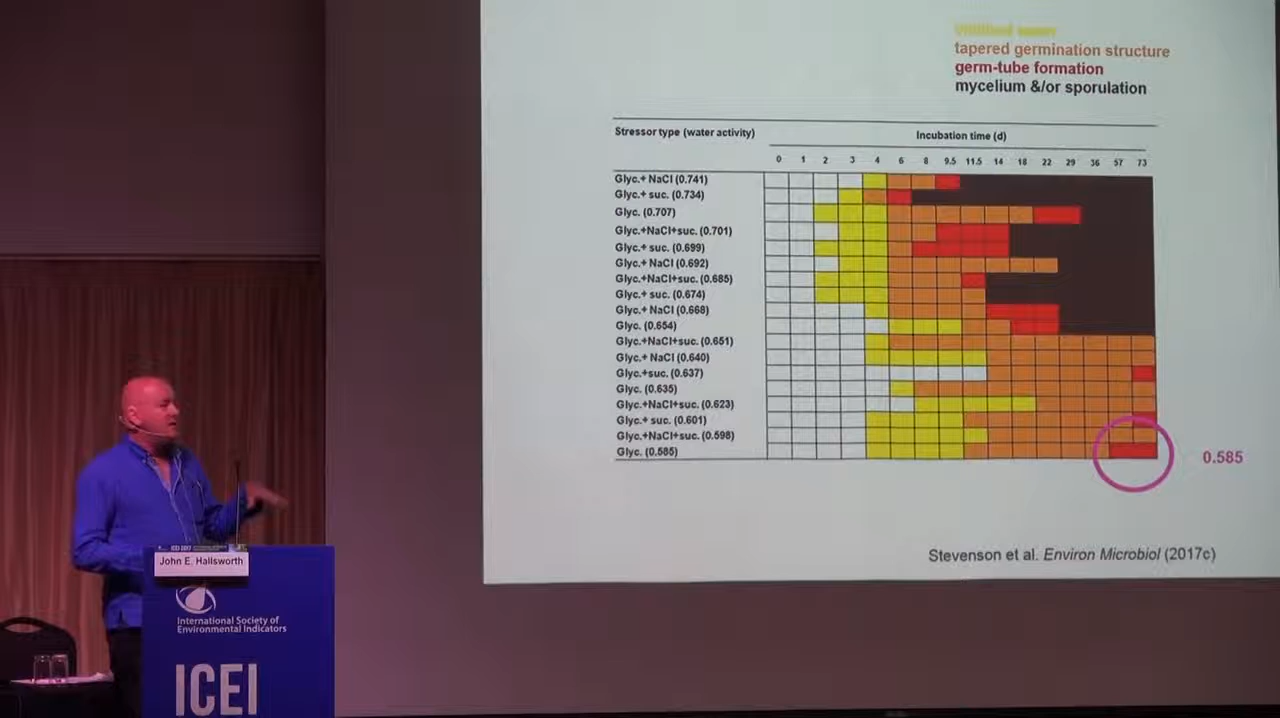 tapered germination structure
germ-tube formation
mycelium &/or sporulation
Stressor type (water activity)
Incubation time (d)
0 1 2 3 4 6 8 9.5 11.5 14 18 22 29 36 57 73
Glyc.+ NaCl (0.741)
Glyc.+ suc. (0.734)
Glyc. (0.707)
Glyc.+NaCl+suc. (0.701)
Glyc.+ suc. (0.699)
Glyc.+ NaCl (0.692)
Glyc.+NaCl+suc. (0.685)
Glyc.+ suc. (0.674)
Glyc.+ NaCl (0.668)
Glyc. (0.654)
Glyc.+NaCl+suc. (0.651)
Glyc.+ NaCl (0.640)
Glyc.+suc. (0.637)
Glyc. (0.635)
Glyc.+NaCl+suc. (0.623)
Glyc.+ suc. (0.601)
Glyc.+NaCl+suc. (0.598)
Glyc. (0.585)
0.585
Stevenson et al. Environ Microbiol (2017c)
John E. Hallsworth
International Society of
Environmental Indicators
ICEI